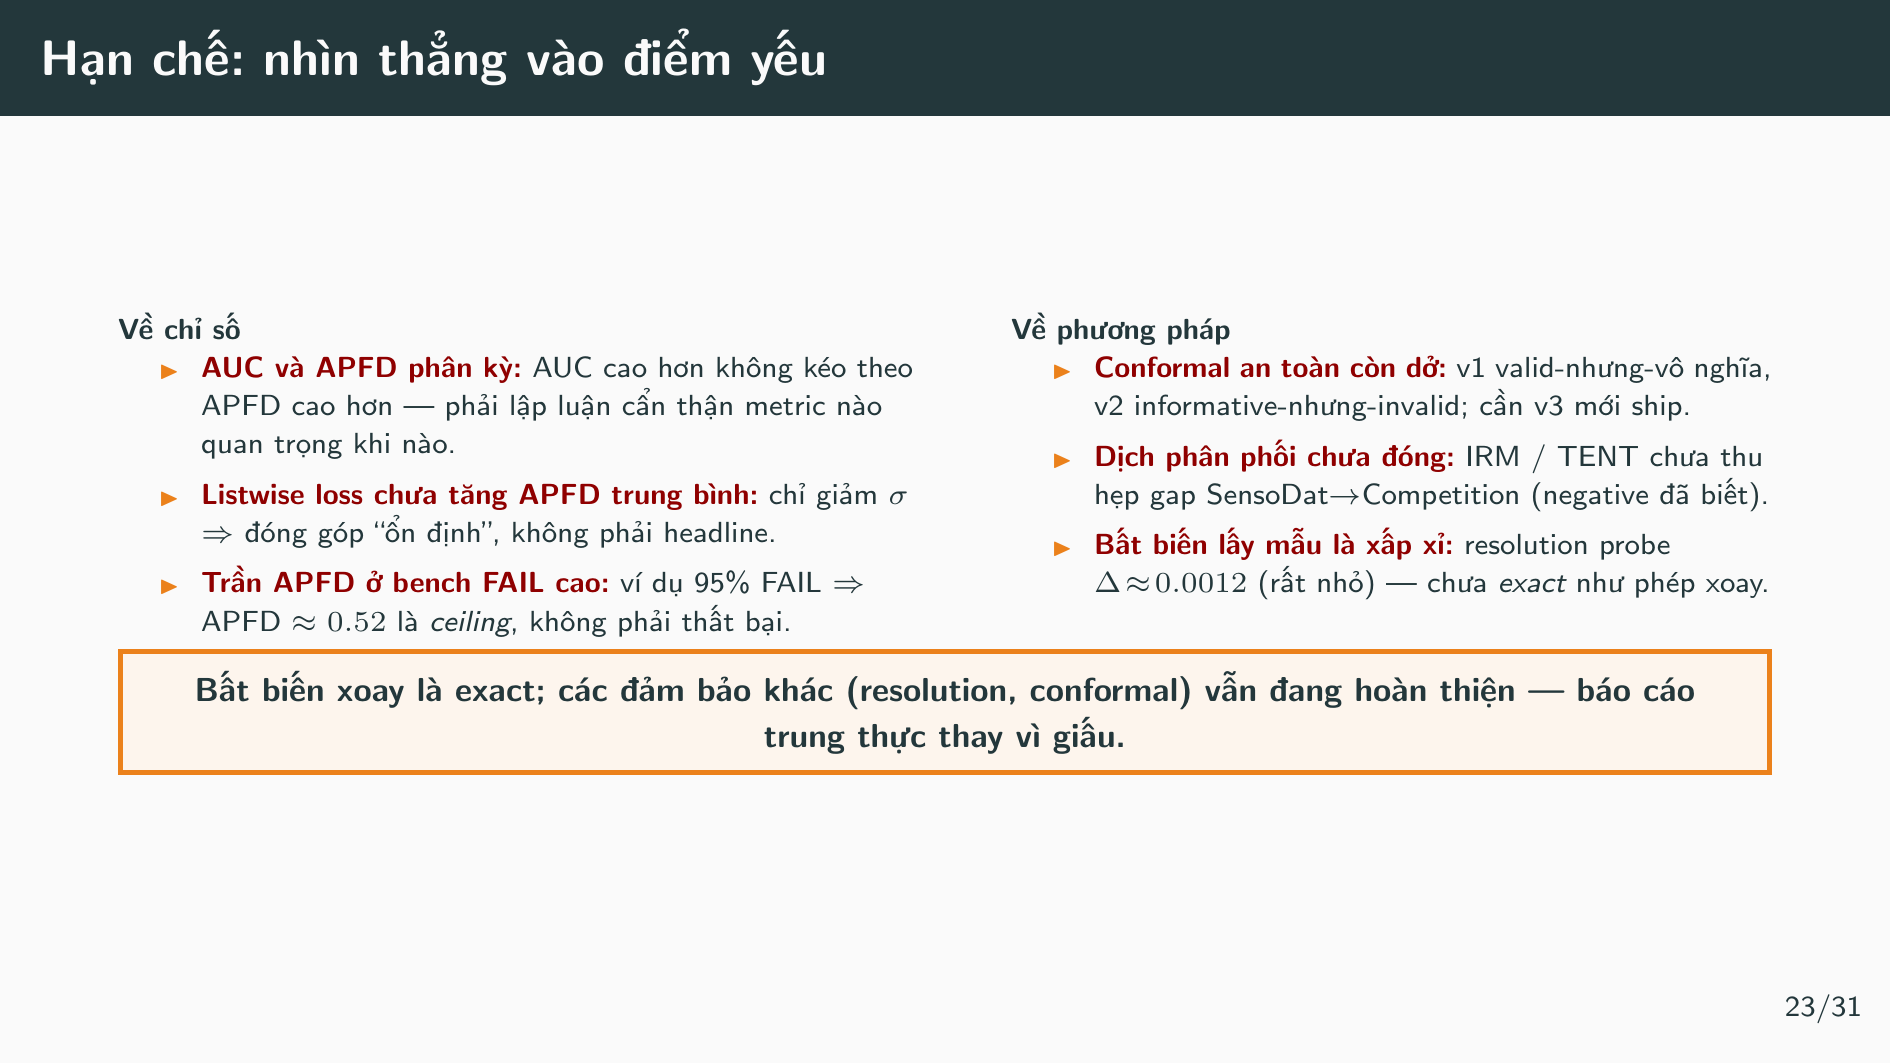 Hạn chế: nhìn thẳng vào điểm yếu
Về chỉ số
AUC và APFD phân kỳ: AUC cao hơn không kéo theo
APFD cao hơn — phải lập luận cẩn thận metric nào
quan trọng khi nào.
Listwise loss chưa tăng APFD trung bình: chỉ giảm σ
⇒ đóng góp “ổn định”, không phải headline.
Trần APFD ở bench FAIL cao: ví dụ 95% FAIL ⇒
APFD ≈ 0.52 là ceiling, không phải thất bại.
Về phương pháp
Conformal an toàn còn dở: v1 valid-nhưng-vô nghĩa,
v2 informative-nhưng-invalid; cần v3 mới ship.
Dịch phân phối chưa đóng: IRM / TENT chưa thu
hẹp gap SensoDat→Competition (negative đã biết).
Bất biến lấy mẫu là xấp xỉ: resolution probe
Δ≈0.0012 (rất nhỏ) — chưa exact như phép xoay.
Bất biến xoay là exact; các đảm bảo khác (resolution, conformal) vẫn đang hoàn thiện — báo cáo
trung thực thay vì giấu.
23/31